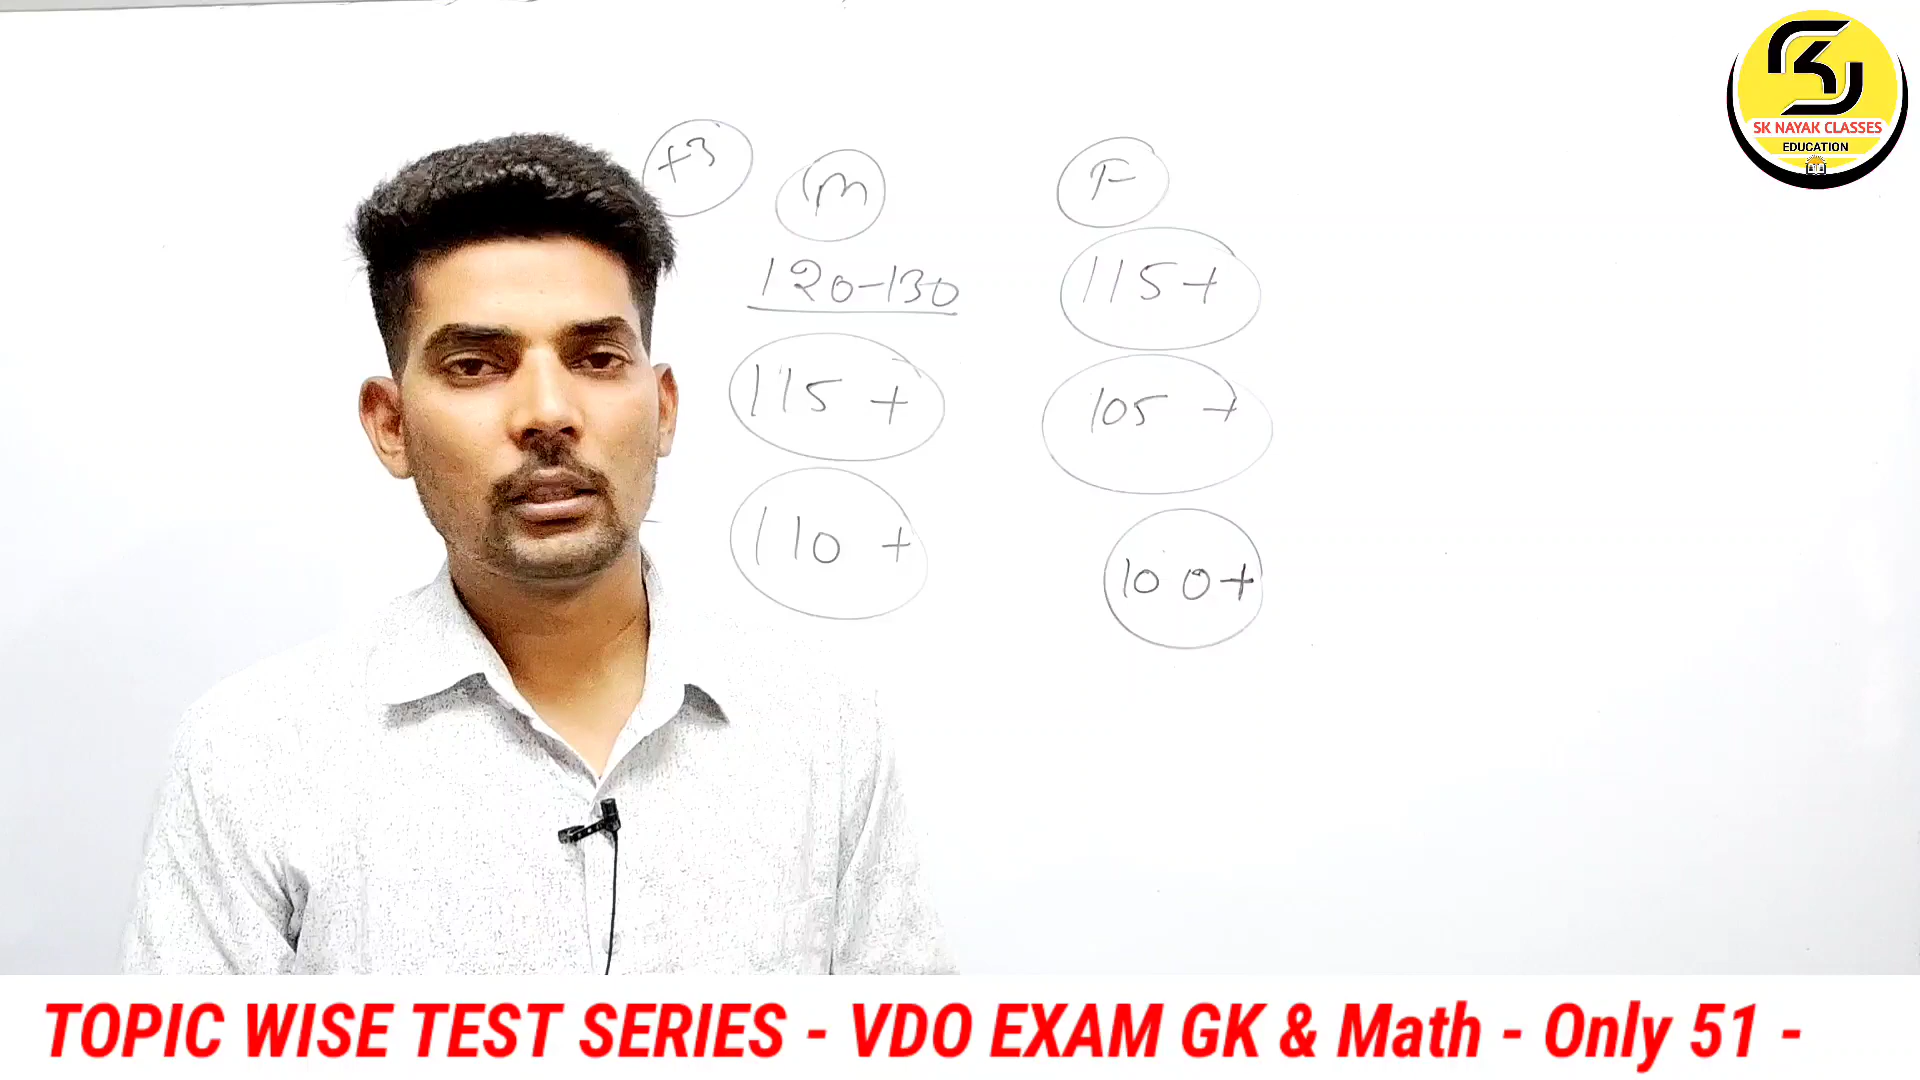 SK NAYAK CLASSES
EDUCATION
+3
M
F
120-130
115+
115+
105+
110+
100+
TOPIC WISE TEST SERIES - VDO EXAM GK & Math - Only 51 -